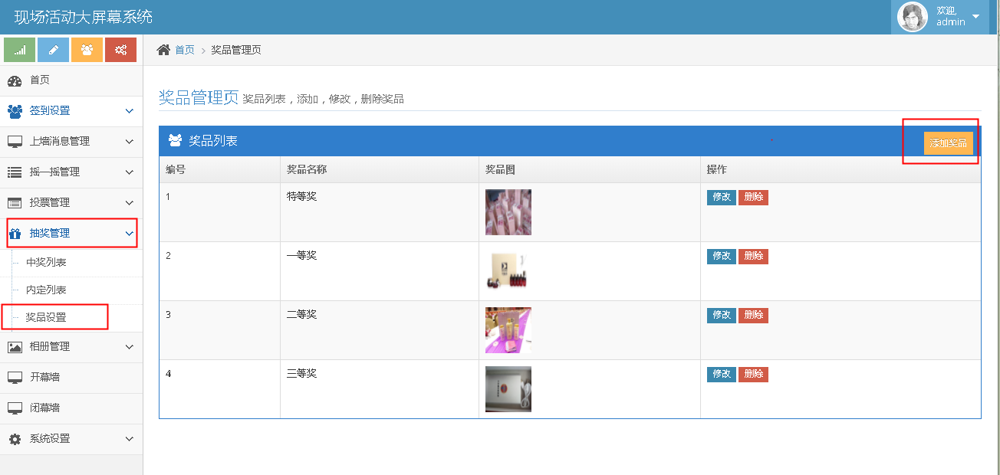 现场活动大屏幕系统
欢迎,
admin
首页 > 奖品管理页
首页
签到设置
上墙消息管理
摇一摇管理
投票管理
抽奖管理
中奖列表
内定列表
奖品设置
相册管理
开幕墙
闭幕墙
系统设置
奖品管理页 奖品列表，添加，修改，删除奖品
奖品列表 添加奖品
编号 奖品名称 奖品图 操作
1 特等奖 修改 删除
2 一等奖 修改 删除
3 二等奖 修改 删除
4 三等奖 修改 删除